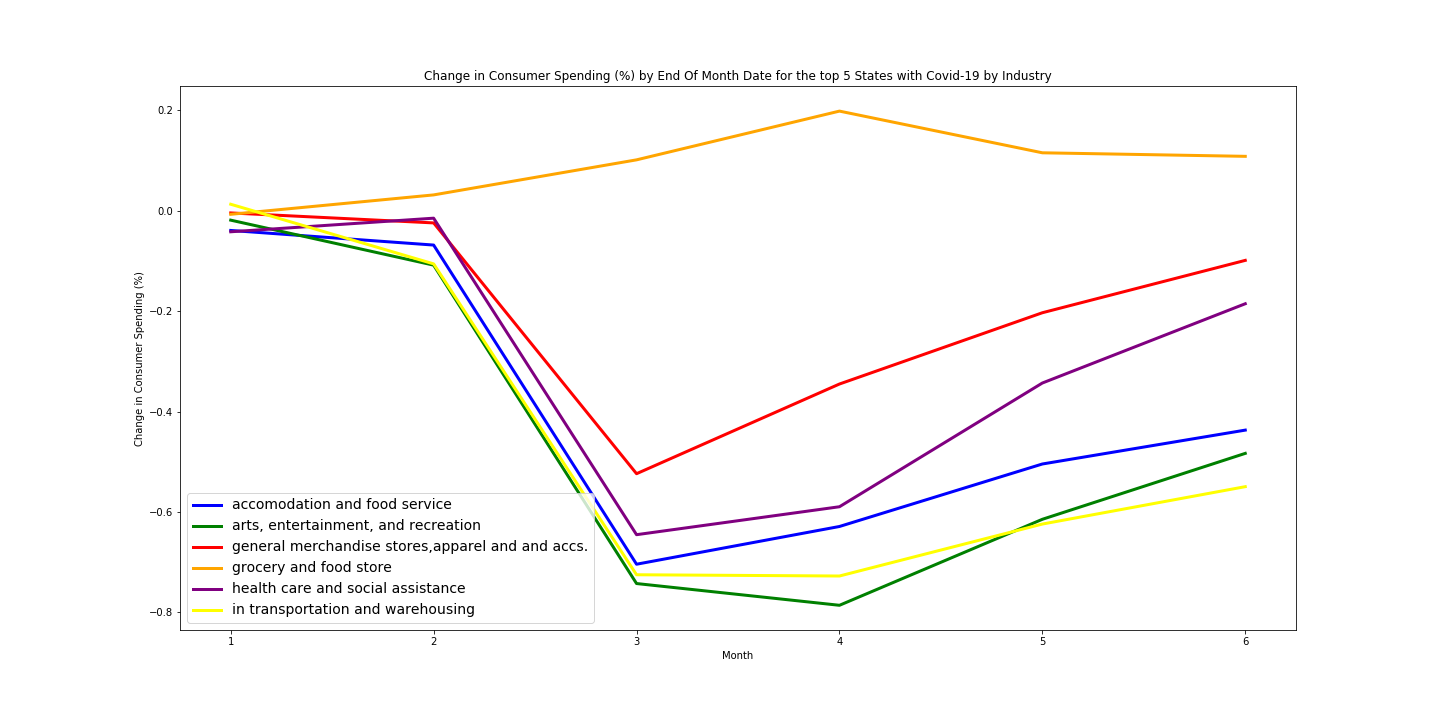 Change in Consumer Spending (%) by End Of Month Date for the top 5 States with Covid-19 by Industry
Change in Consumer Spending (%)
0.2
0.0
−0.2
−0.4
−0.6
−0.8
accomodation and food service
arts, entertainment, and recreation
general merchandise stores,apparel and and accs.
grocery and food store
health care and social assistance
in transportation and warehousing
1 2 3 4 5 6
Month